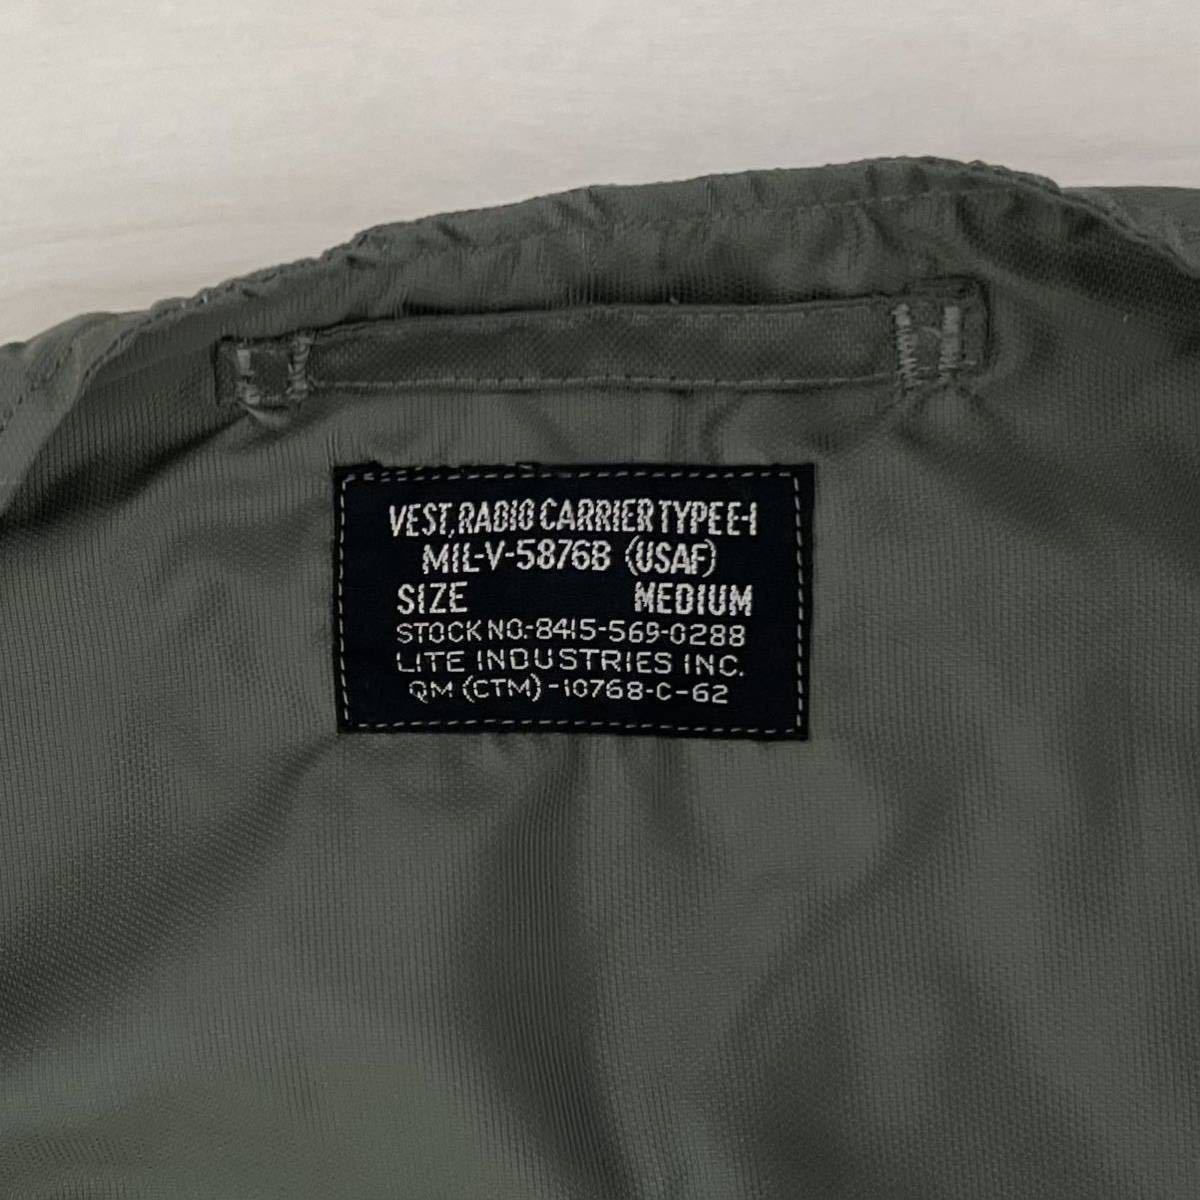 VEST, RADIO CARRIER TYPE E-1
MIL-V-5876B (USAF)
SIZE MEDIUM
STOCK NO.-8415-569-0288
LITE INDUSTRIES INC.
QM (CTM) -10768-C-62